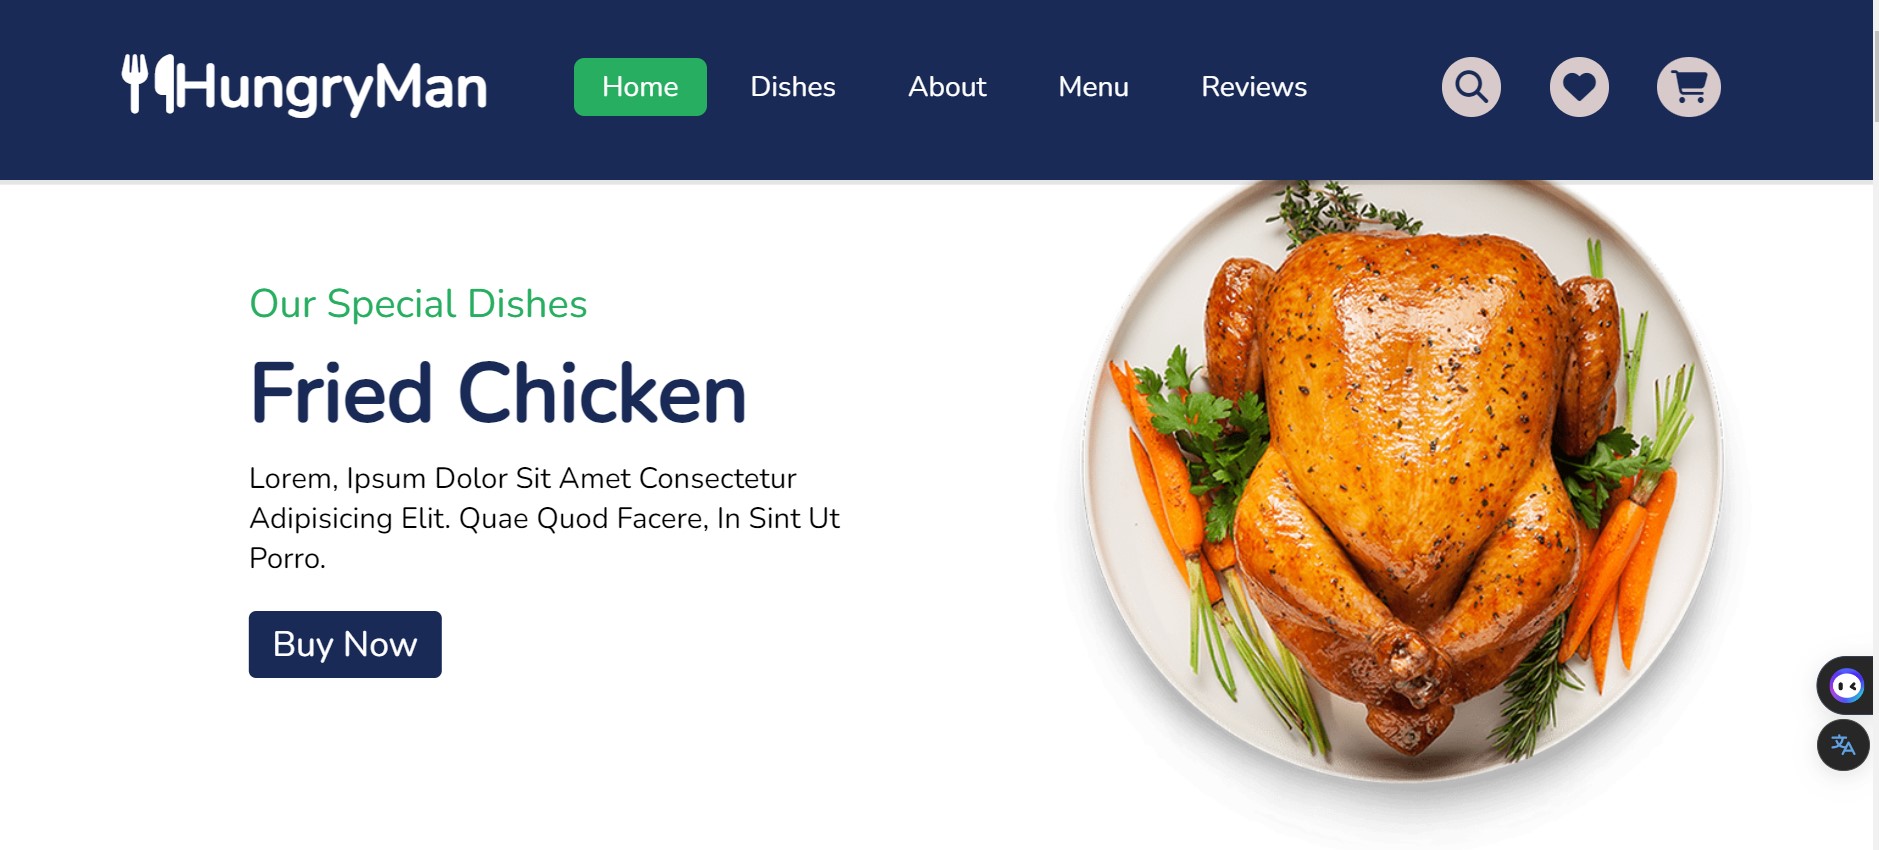 HungryMan
Home
Dishes
About
Menu
Reviews
Our Special Dishes
Fried Chicken
Lorem, Ipsum Dolor Sit Amet Consectetur
Adipisicing Elit. Quae Quod Facere, In Sint Ut
Porro.
Buy Now